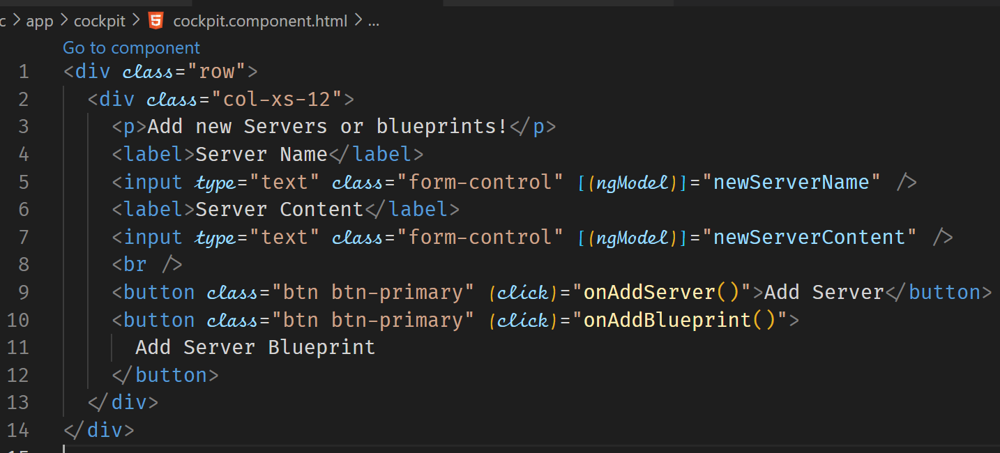 c > app > cockpit > cockpit.component.html > ...
Go to component
1 <div class="row">
2 <div class="col-xs-12">
3 <p>Add new Servers or blueprints!</p>
4 <label>Server Name</label>
5 <input type="text" class="form-control" [(ngModel)]="newServerName" />
6 <label>Server Content</label>
7 <input type="text" class="form-control" [(ngModel)]="newServerContent" />
8 <br />
9 <button class="btn btn-primary" (click)="onAddServer()">Add Server</button>
10 <button class="btn btn-primary" (click)="onAddBlueprint()">
11 Add Server Blueprint
12 </button>
13 </div>
14 </div>
15